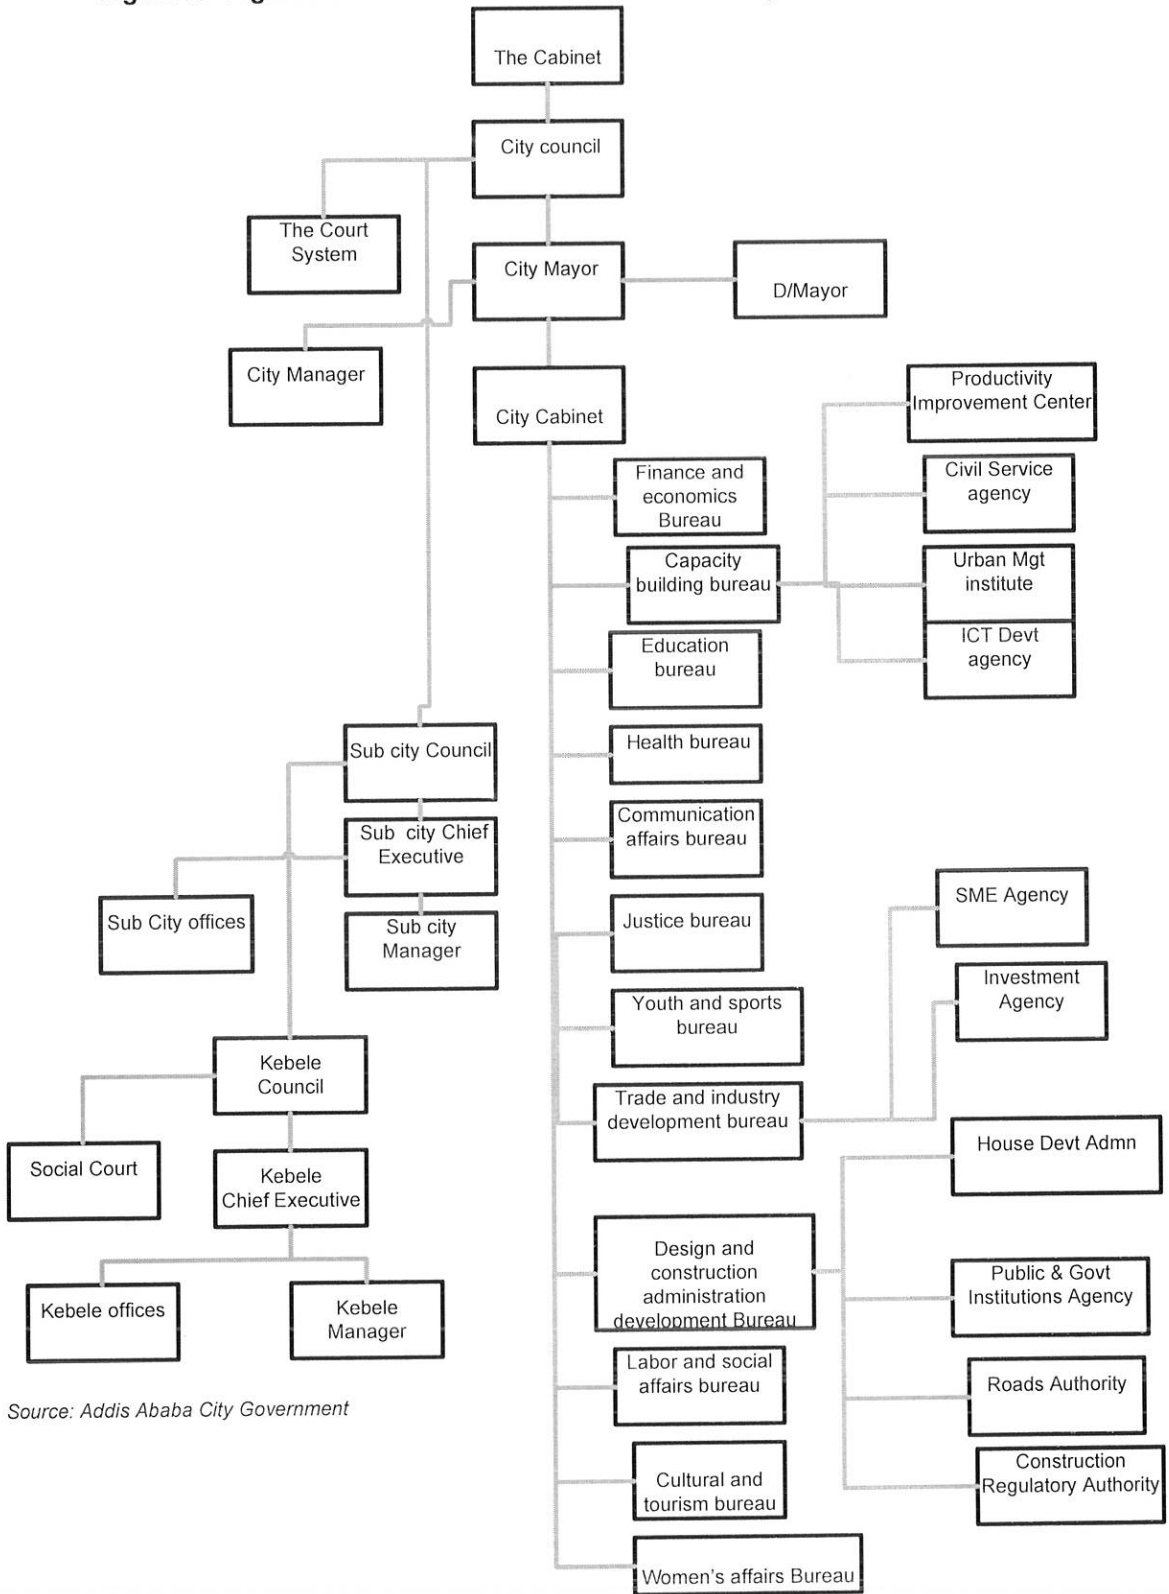 The Cabinet
City council
The Court
System
City Mayor
D/Mayor
City Manager
City Cabinet
Productivity
Improvement Center
Finance and
economics
Bureau
Civil Service
agency
Capacity
building bureau
Urban Mgt
institute
Education
bureau
ICT Devt
agency
Health bureau
Sub city Council
Communication
affairs bureau
Sub city Chief
Executive
Sub City offices
Sub city
Manager
Justice bureau
SME Agency
Youth and sports
bureau
Investment
Agency
Kebele
Council
Trade and industry
development bureau
Social Court
Kebele
Chief Executive
House Devt Admn
Design and
construction
administration
development Bureau
Public & Govt
Institutions Agency
Kebele offices
Kebele
Manager
Labor and social
affairs bureau
Roads Authority
Source: Addis Ababa City Government
Cultural and
tourism bureau
Construction
Regulatory Authority
Women's affairs Bureau